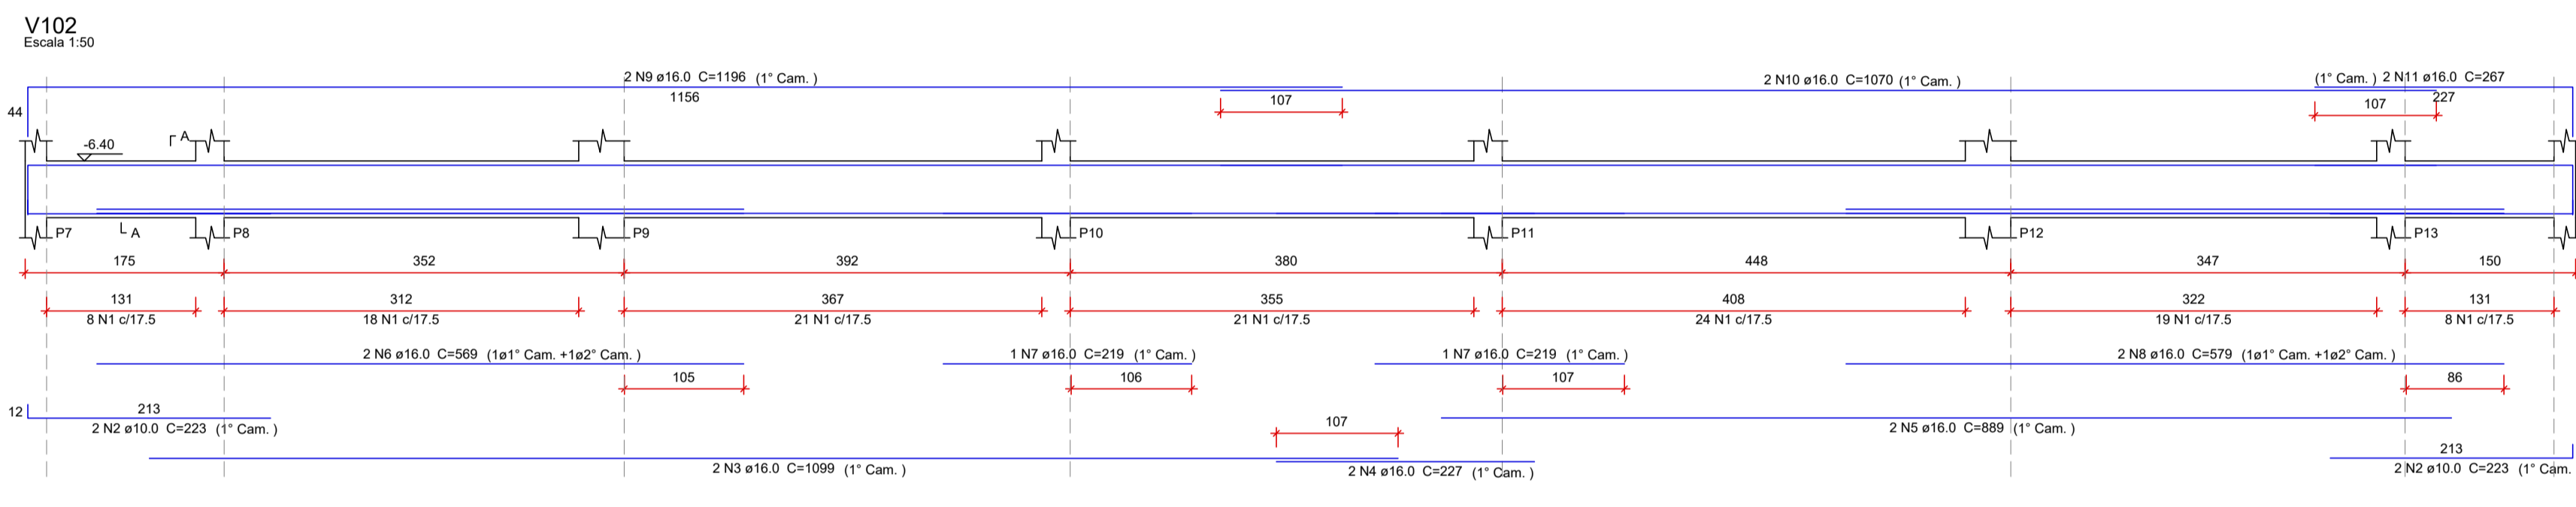 V102
Escala 1:50
2 N9 ø16.0 C=1196 (1° Cam. )
1156
2 N10 ø16.0 C=1070 (1° Cam. )
(1° Cam. ) 2 N11 ø16.0 C=267
227
107
107
44
-6.40
A
A
P7
P8
P9
P10
P11
P12
P13
175
352
392
380
448
347
150
131
312
367
355
408
322
131
8 N1 c/17.5
18 N1 c/17.5
21 N1 c/17.5
21 N1 c/17.5
24 N1 c/17.5
19 N1 c/17.5
8 N1 c/17.5
2 N6 ø16.0 C=569 (1ø1° Cam. +1ø2° Cam. )
1 N7 ø16.0 C=219 (1° Cam. )
1 N7 ø16.0 C=219 (1° Cam. )
2 N8 ø16.0 C=579 (1ø1° Cam. +1ø2° Cam. )
105
106
107
86
12
213
2 N2 ø10.0 C=223 (1° Cam. )
107
2 N5 ø16.0 C=889 (1° Cam. )
213
2 N3 ø16.0 C=1099 (1° Cam. )
2 N4 ø16.0 C=227 (1° Cam. )
2 N2 ø10.0 C=223 (1° Cam.